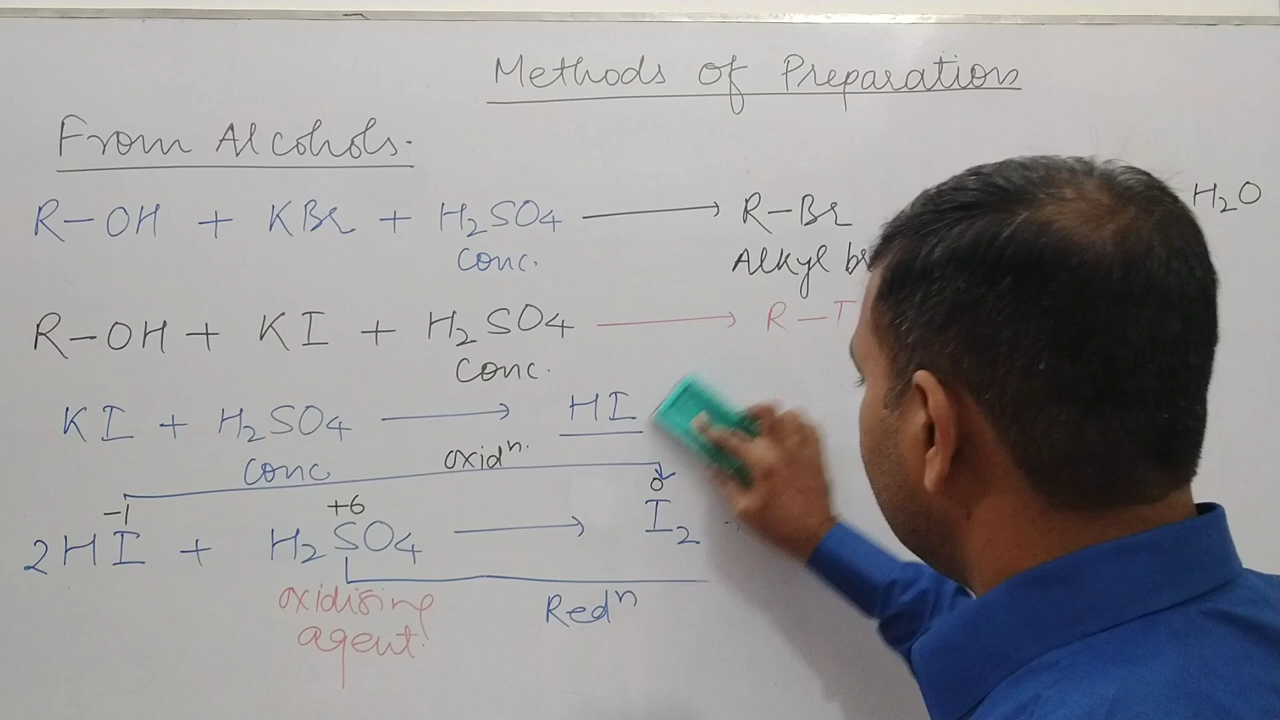 Methods of Preparation
From Alcohols.
R-OH + KBr + H₂SO₄ ⟶ R-Br H₂O
Conc. Alkyl
R-OH + KI + H₂SO₄ ⟶ R-I
Conc.
KI + H₂SO₄ ⟶ HI
Conc oxidⁿ.
-1 +6 0
2HI + H₂SO₄ ⟶ I₂
oxidising Redⁿ
agent.